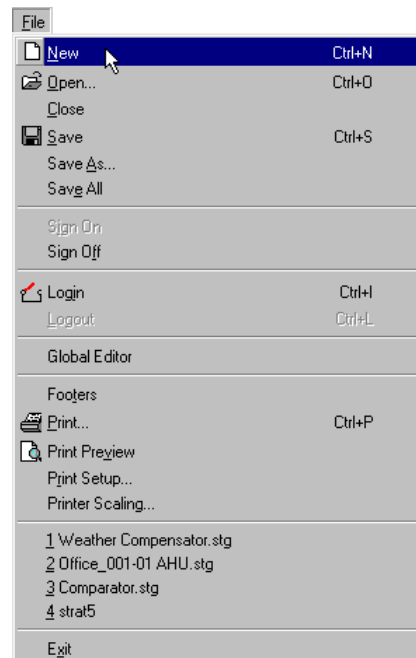 File
New Ctrl+N
Open... Ctrl+O
Close
Save Ctrl+S
Save As...
Save All
Sign On
Sign Off
Login Ctrl+I
Logout Ctrl+L
Global Editor
Footers
Print... Ctrl+P
Print Preview
Print Setup...
Printer Scaling...
1 Weather Compensator.stg
2 Office_001-01 AHU.stg
3 Comparator.stg
4 strat5
Exit